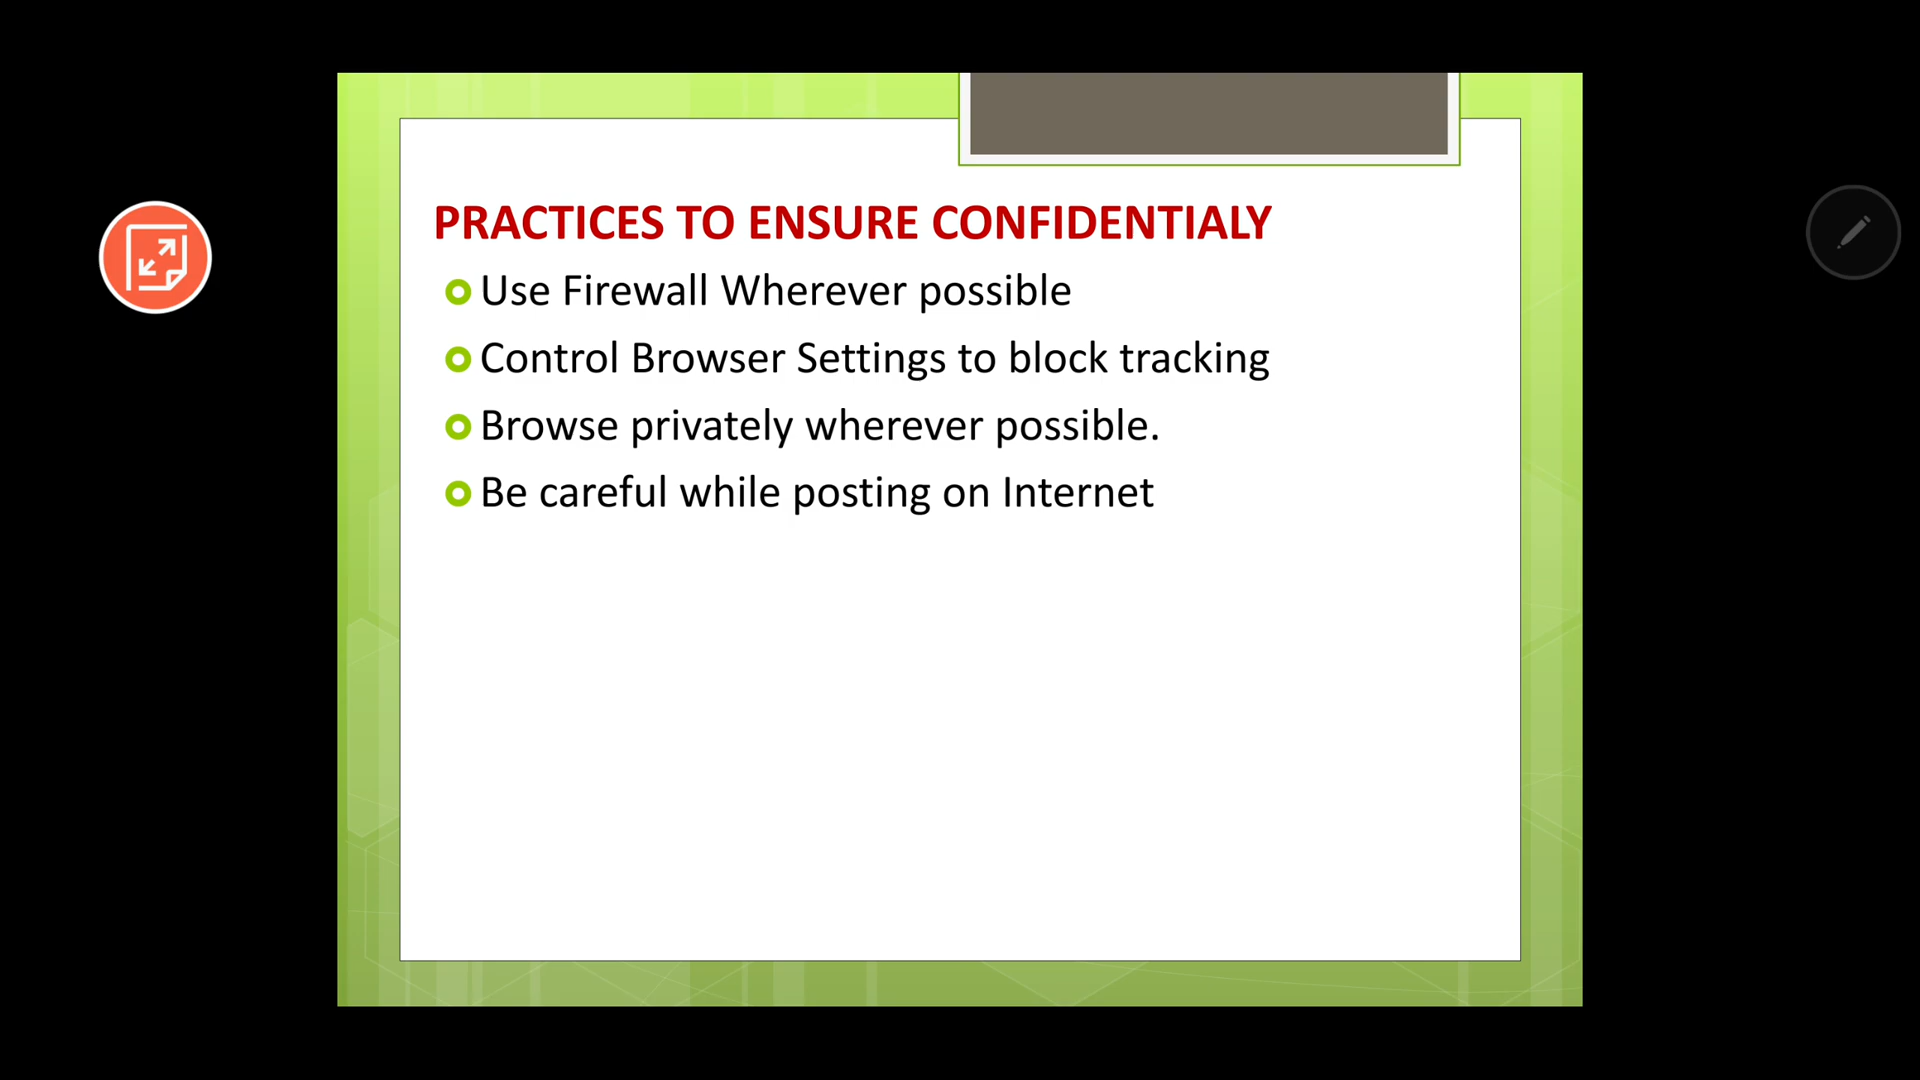 PRACTICES TO ENSURE CONFIDENTIALY
Use Firewall Wherever possible
Control Browser Settings to block tracking
Browse privately wherever possible.
Be careful while posting on Internet